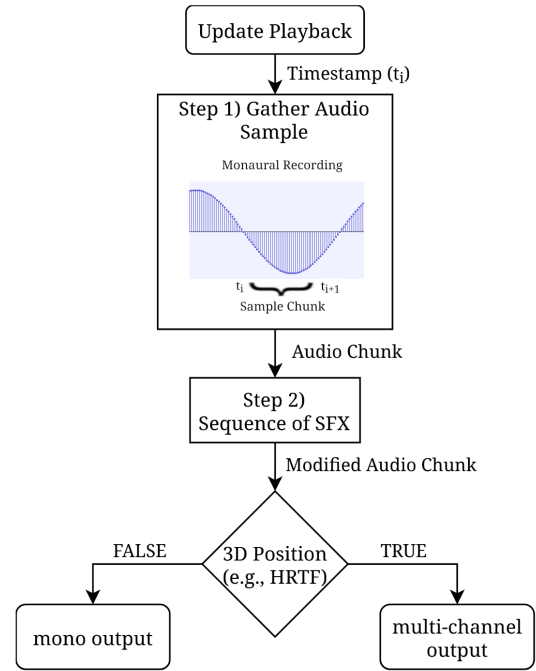 Update Playback
Timestamp (tᵢ)
Step 1) Gather Audio
Sample
Monaural Recording
tᵢ tᵢ₊₁
Sample Chunk
Audio Chunk
Step 2)
Sequence of SFX
Modified Audio Chunk
3D Position
(e.g., HRTF)
FALSE
TRUE
mono output
multi-channel
output